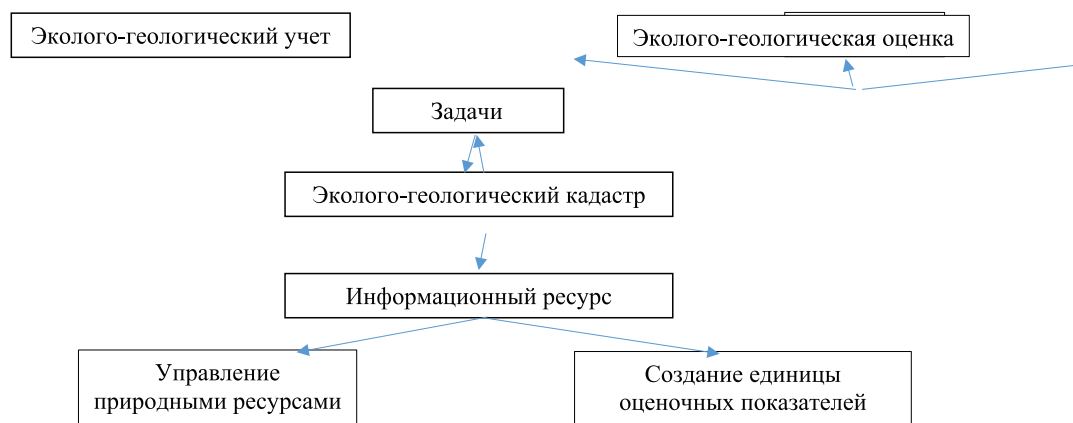 Эколого-геологический учет
Эколого-геологическая оценка
Задачи
Эколого-геологический кадастр
Информационный ресурс
Управление
природными ресурсами
Создание единицы
оценочных показателей